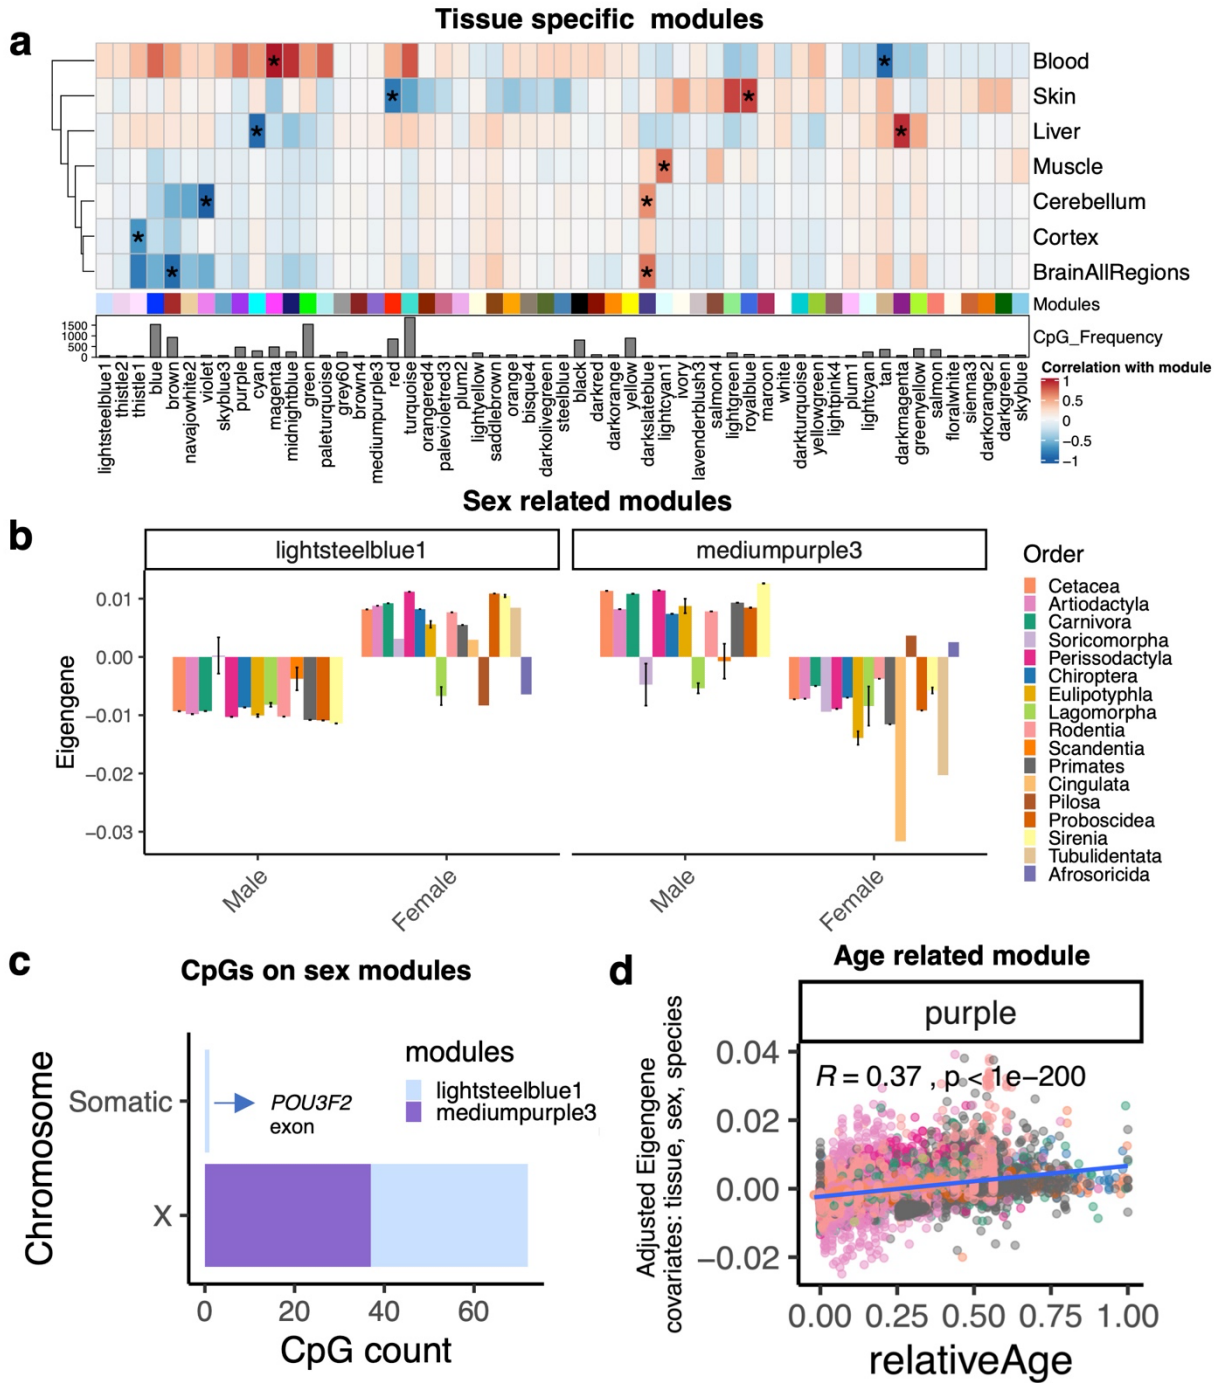 Tissue specific  modules
a
Blood
Skin
Liver
Muscle
Cerebellum
Cortex
BrainAllRegions
Modules
CpG_Frequency
1500
1000
500
0
lightsteelblue1
thistle2
thistle1
blue
brown
navajowhite2
violet
skyblue3
purple
cyan
magenta
midnightblue
green
paleturquoise
grey60
brown4
mediumpurple3
red
turquoise
orangered4
palevioletred3
plum2
lightyellow
saddlebrown
orange
bisque4
darkolivegreen
steelblue
black
darkred
darkorange
yellow
darkslateblue
lightcyan1
ivory
lavenderblush3
salmon4
lightgreen
royalblue
maroon
white
darkturquoise
yellowgreen
lightpink4
plum1
lightcyan
tan
darkmagenta
greenyellow
salmon
floralwhite
sienna3
darkorange2
darkgreen
skyblue
Correlation with module
1
0.5
0
−0.5
−1
Sex related modules
b
lightsteelblue1
mediumpurple3
Eigengene
0.01
0.00
−0.01
−0.02
−0.03
Male
Female
Male
Female
Order
Cetacea
Artiodactyla
Carnivora
Soricomorpha
Perissodactyla
Chiroptera
Eulipotyphla
Lagomorpha
Rodentia
Scandentia
Primates
Cingulata
Pilosa
Proboscidea
Sirenia
Tubulidentata
Afrosoricida
c
CpGs on sex modules
Chromosome
Somatic
X
POU3F2
exon
modules
lightsteelblue1
mediumpurple3
0 20 40 60
CpG count
d
Age related module
purple
Adjusted Eigengene
covariates: tissue, sex, species
0.04
0.02
0.00
−0.02
R = 0.37 , p < 1e−200
0.00 0.25 0.50 0.75 1.00
relativeAge